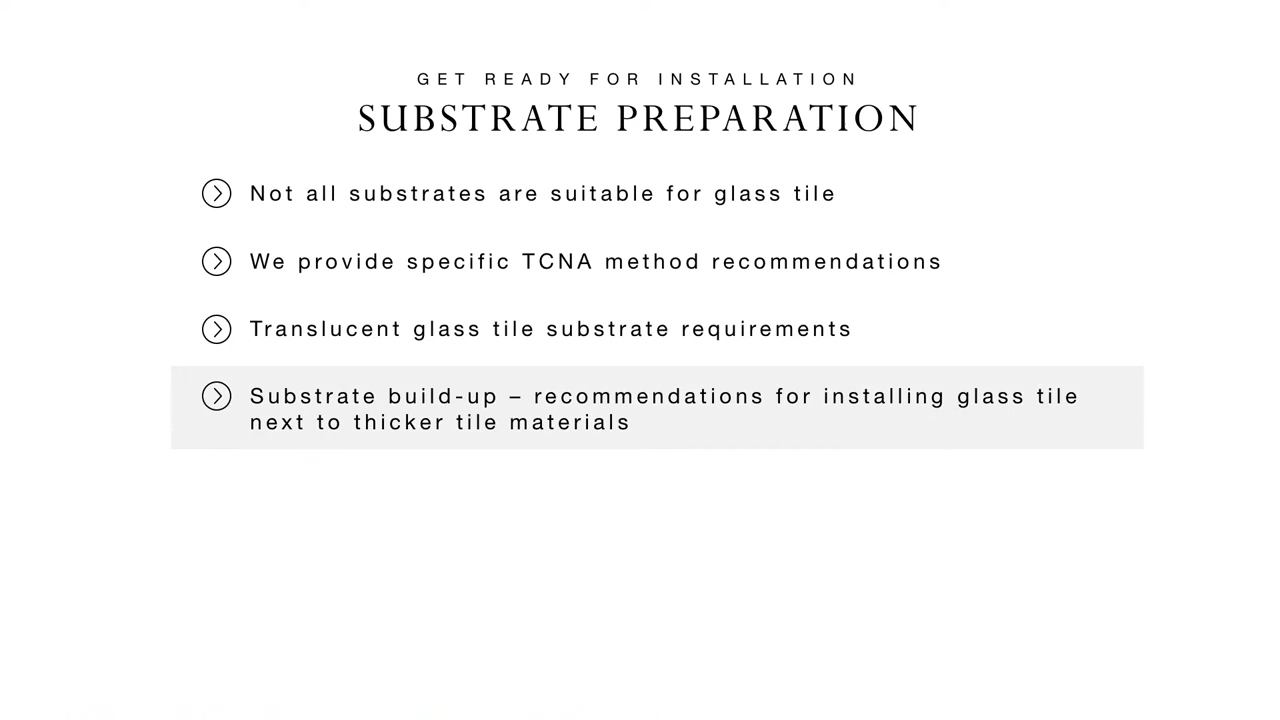 GET READY FOR INSTALLATION
SUBSTRATE PREPARATION
Not all substrates are suitable for glass tile
We provide specific TCNA method recommendations
Translucent glass tile substrate requirements
Substrate build-up – recommendations for installing glass tile
next to thicker tile materials